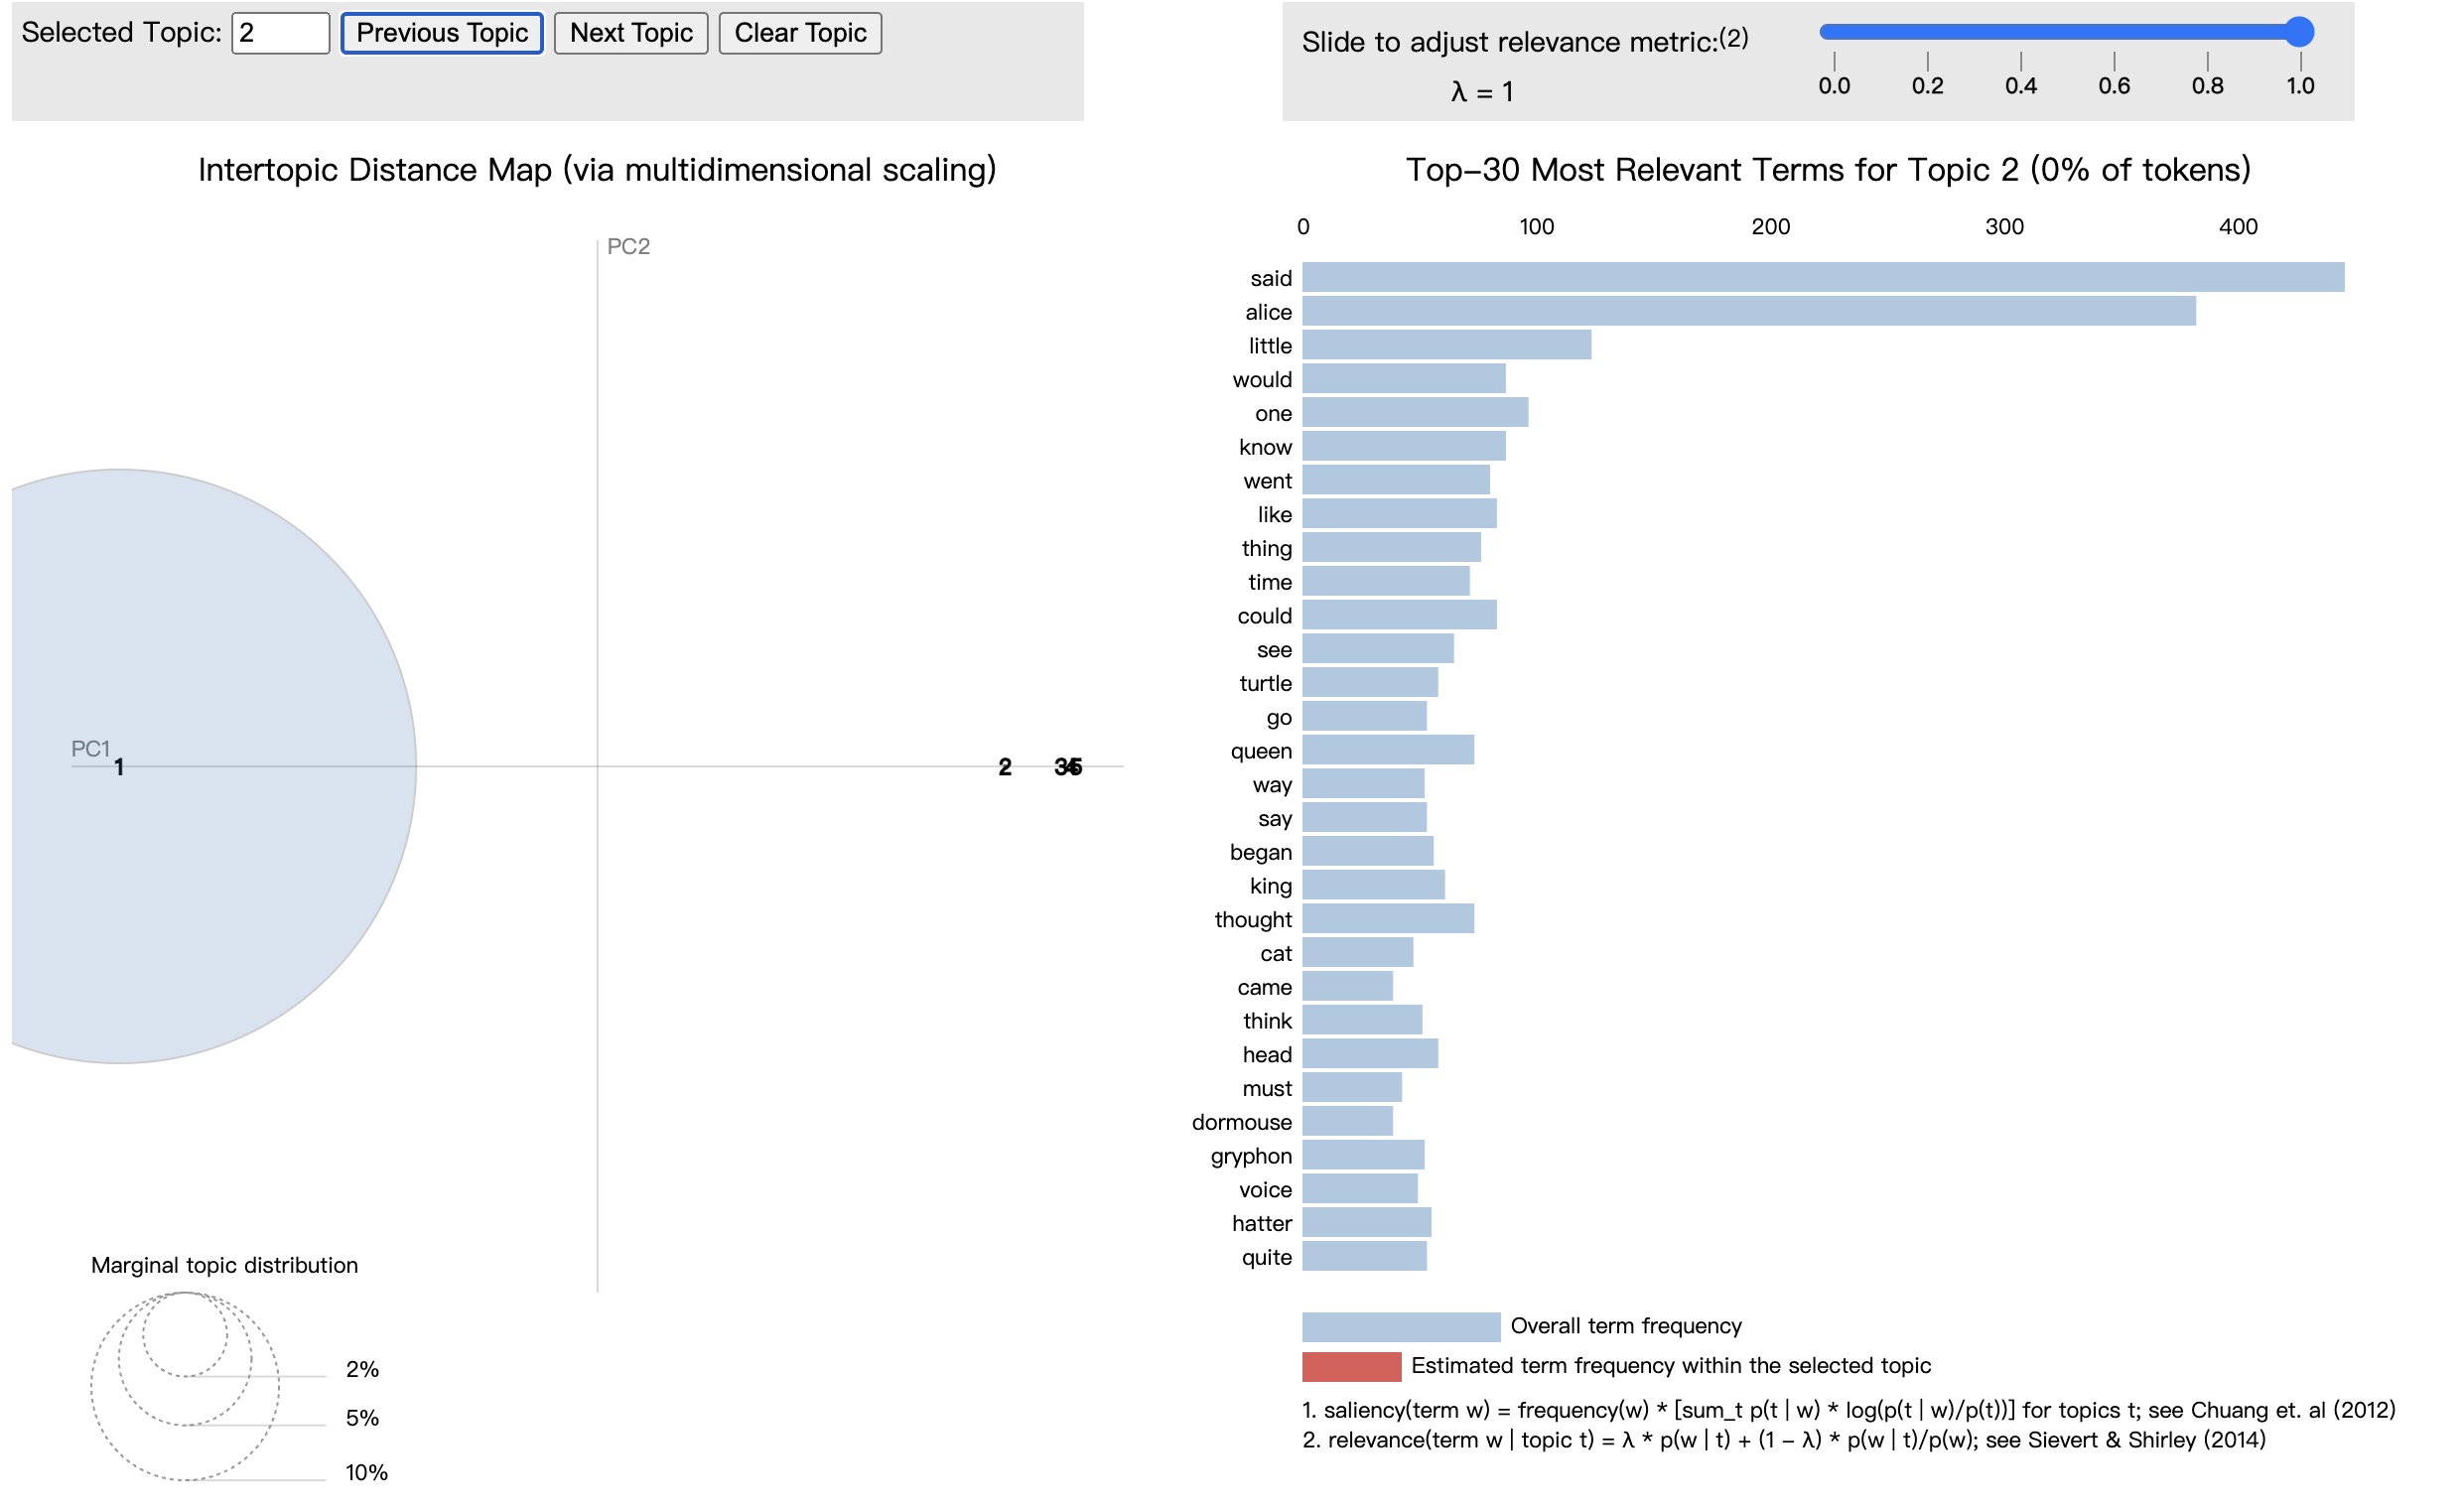 Selected Topic: 2 Previous Topic Next Topic Clear Topic
Slide to adjust relevance metric:(2)
λ = 1
0.0 0.2 0.4 0.6 0.8 1.0
Intertopic Distance Map (via multidimensional scaling)
PC2
PC1
1
2
3
4
5
Marginal topic distribution
2%
5%
10%
Top-30 Most Relevant Terms for Topic 2 (0% of tokens)
0 100 200 300 400
said
alice
little
would
one
know
went
like
thing
time
could
see
turtle
go
queen
way
say
began
king
thought
cat
came
think
head
must
dormouse
gryphon
voice
hatter
quite
Overall term frequency
Estimated term frequency within the selected topic
1. saliency(term w) = frequency(w) * [sum_t p(t | w) * log(p(t | w)/p(t))] for topics t; see Chuang et. al (2012)
2. relevance(term w | topic t) = λ * p(w | t) + (1 - λ) * p(w | t)/p(w); see Sievert & Shirley (2014)